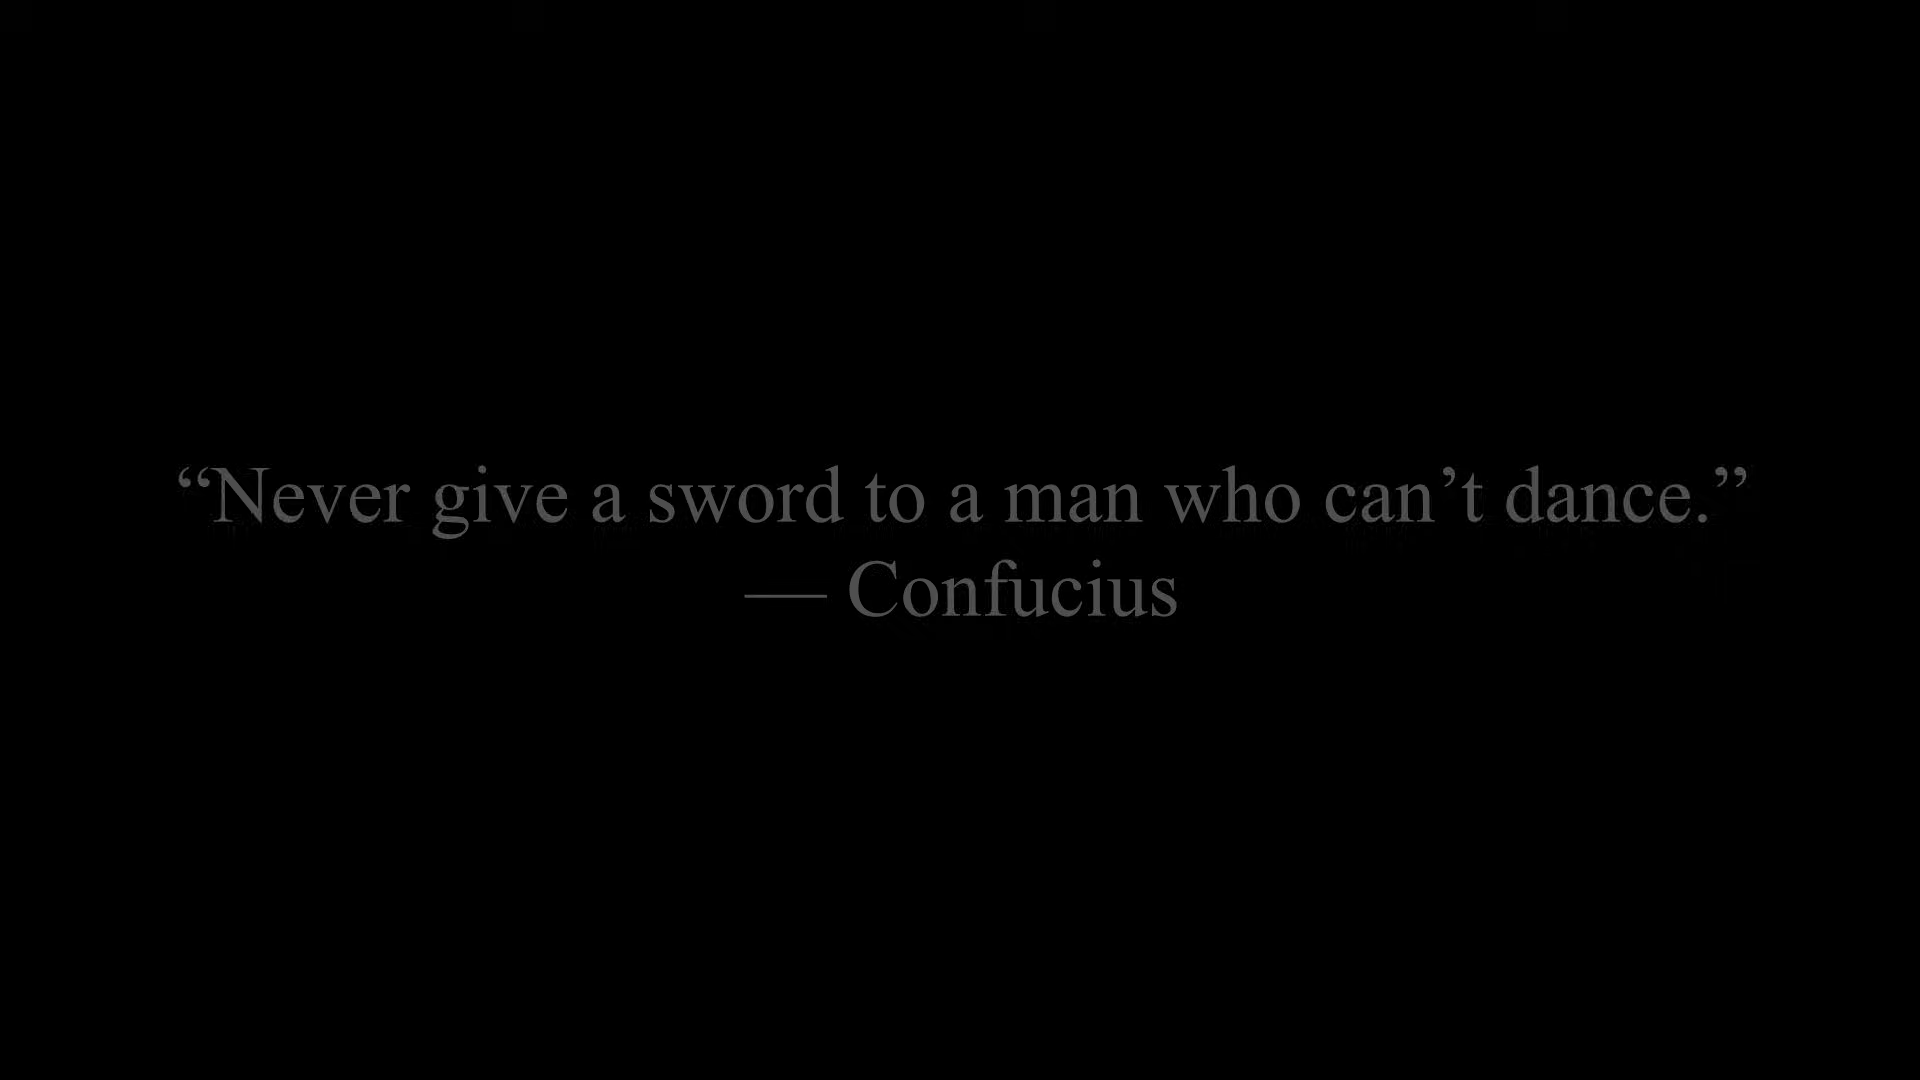 “Never give a sword to a man who can’t dance.”
— Confucius